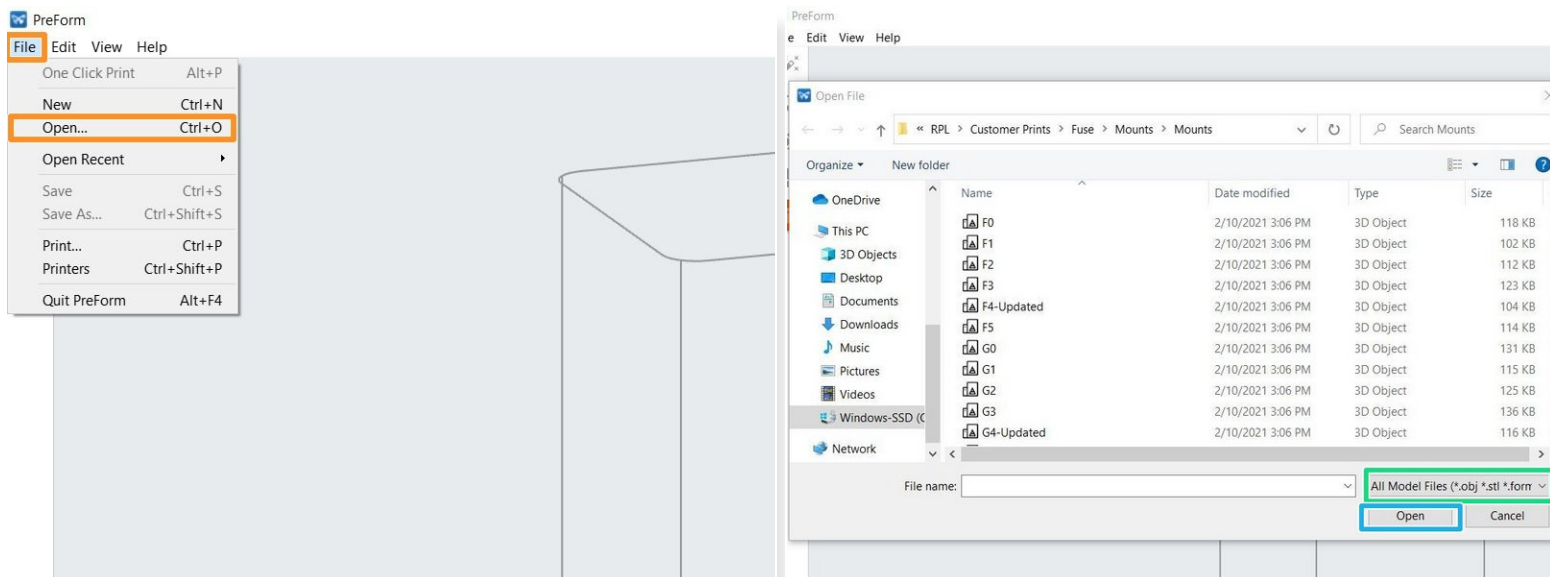 PreForm
File Edit View Help
One Click Print Alt+P
New Ctrl+N
Open... Ctrl+O
Open Recent
Save Ctrl+S
Save As... Ctrl+Shift+S
Print... Ctrl+P
Printers Ctrl+Shift+P
Quit PreForm Alt+F4
PreForm
e Edit View Help
Open File
« RPL > Customer Prints > Fuse > Mounts > Mounts
Search Mounts
Organize New folder
OneDrive
This PC
3D Objects
Desktop
Documents
Downloads
Music
Pictures
Videos
Windows-SSD (C
Network
Name Date modified Type Size
F0 2/10/2021 3:06 PM 3D Object 118 KB
F1 2/10/2021 3:06 PM 3D Object 102 KB
F2 2/10/2021 3:06 PM 3D Object 112 KB
F3 2/10/2021 3:06 PM 3D Object 123 KB
F4-Updated 2/10/2021 3:06 PM 3D Object 104 KB
F5 2/10/2021 3:06 PM 3D Object 114 KB
G0 2/10/2021 3:06 PM 3D Object 131 KB
G1 2/10/2021 3:06 PM 3D Object 115 KB
G2 2/10/2021 3:06 PM 3D Object 125 KB
G3 2/10/2021 3:06 PM 3D Object 136 KB
G4-Updated 2/10/2021 3:06 PM 3D Object 116 KB
File name:
All Model Files (*.obj *.stl *.form
Open Cancel